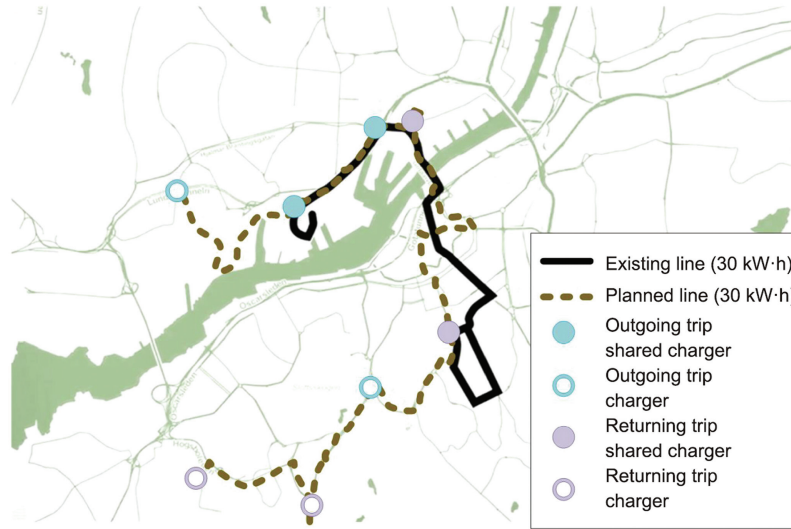 Oscarsleden
Existing line (30 kW·h)
Planned line (30 kW·h)
Outgoing trip
shared charger
Outgoing trip
charger
Returning trip
shared charger
Returning trip
charger